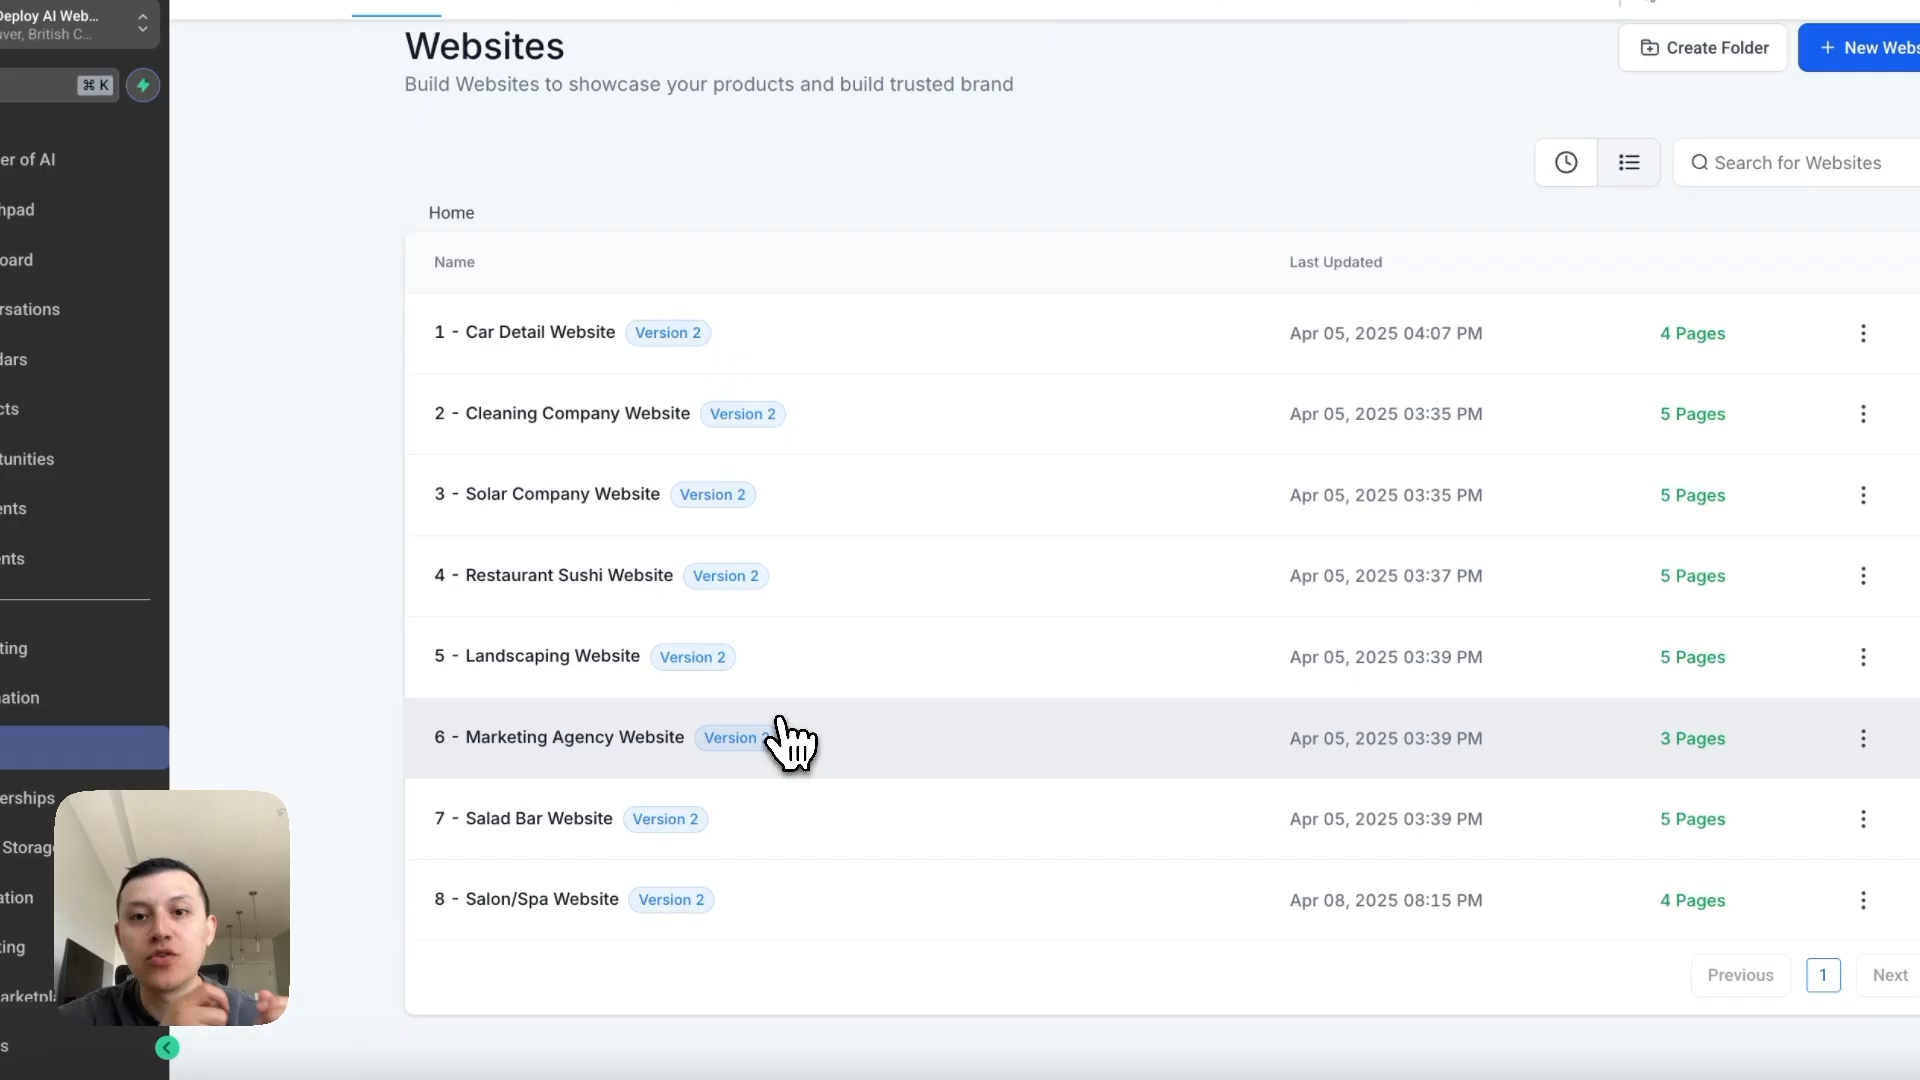 Deploy AI Web...
uver, British C...
⌘ K
er of AI
hpad
oard
rsations
dars
cts
tunities
ents
ents
ting
ation
erships
Storage
ation
ting
arketpla
s
Websites
Build Websites to showcase your products and build trusted brand
Create Folder
+ New Webs
Search for Websites
Home
Name Last Updated
1 - Car Detail Website Version 2 Apr 05, 2025 04:07 PM 4 Pages
2 - Cleaning Company Website Version 2 Apr 05, 2025 03:35 PM 5 Pages
3 - Solar Company Website Version 2 Apr 05, 2025 03:35 PM 5 Pages
4 - Restaurant Sushi Website Version 2 Apr 05, 2025 03:37 PM 5 Pages
5 - Landscaping Website Version 2 Apr 05, 2025 03:39 PM 5 Pages
6 - Marketing Agency Website Version 2 Apr 05, 2025 03:39 PM 3 Pages
7 - Salad Bar Website Version 2 Apr 05, 2025 03:39 PM 5 Pages
8 - Salon/Spa Website Version 2 Apr 08, 2025 08:15 PM 4 Pages
Previous 1 Next